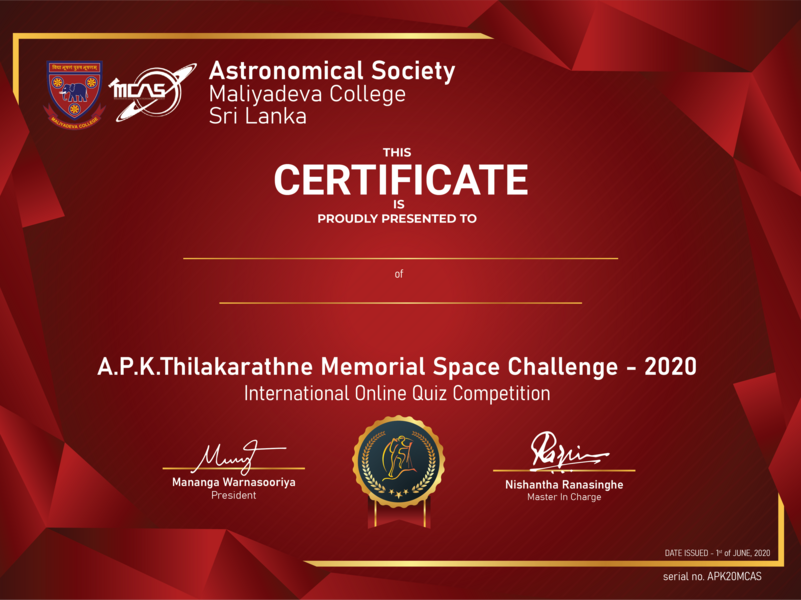 MCAS
MALIYADEVA COLLEGE
Astronomical Society
Maliyadeva College
Sri Lanka
THIS
CERTIFICATE
IS
PROUDLY PRESENTED TO
of
A.P.K.Thilakarathne Memorial Space Challenge - 2020
International Online Quiz Competition
Mananga Warnasooriya
President
Nishantha Ranasinghe
Master In Charge
DATE ISSUED - 1st of JUNE, 2020
serial no. APK20MCAS